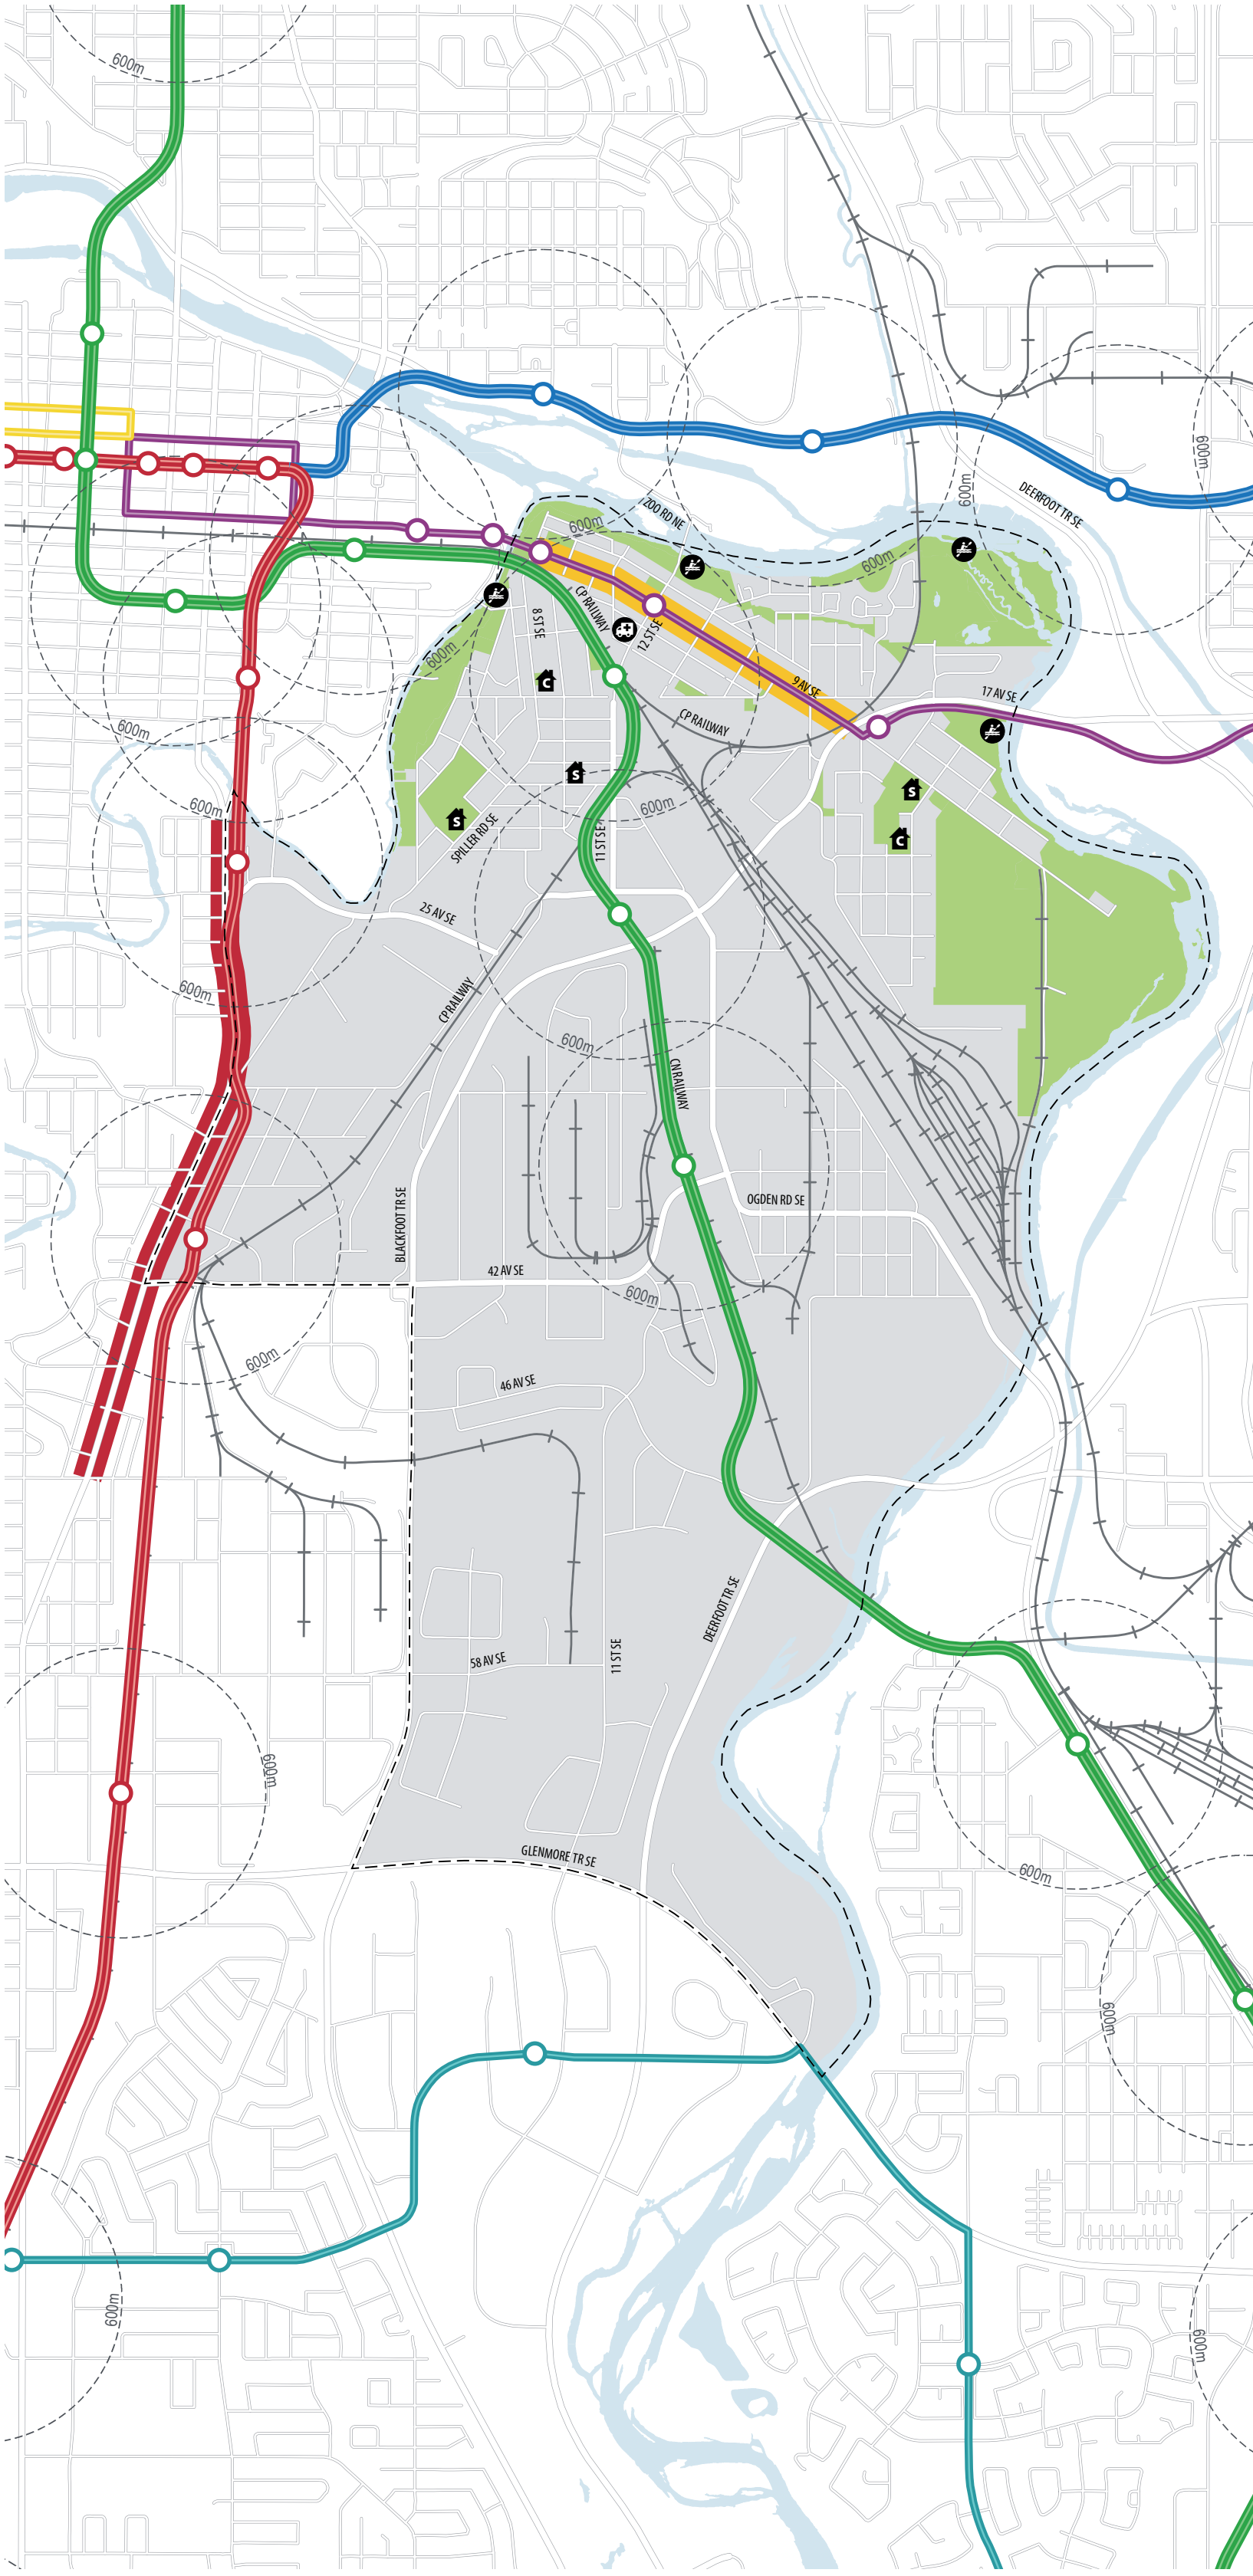 600m
600m
DEERFOOT TR SE
600m
ZOO RD NE
600m
600m
CP RAILWAY
8 ST SE
12 ST SE
600m
9 AV SE
17 AV SE
CP RAILWAY
600m
600m
600m
C
S
S
S
C
SPILLER RD SE
11 ST SE
25 AV SE
CP RAILWAY
600m
600m
CN RAILWAY
BLACKFOOT TR SE
OGDEN RD SE
42 AV SE
600m
600m
46 AV SE
DEERFOOT TR SE
58 AV SE
11 ST SE
600m
GLENMORE TR SE
600m
600m
600m
600m